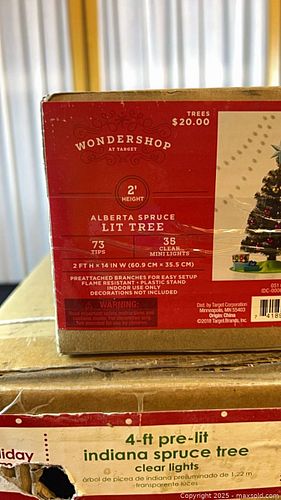 TREES
$20.00
WONDERSHOP
AT TARGET
2'
HEIGHT
ALBERTA SPRUCE
LIT TREE
73
TIPS
35
CLEAR
MINI LIGHTS
2 FT H × 14 IN W (60.9 CM × 35.5 CM)
PREATTACHED BRANCHES FOR EASY SETUP
FLAME RESISTANT • PLASTIC STAND
INDOOR USE ONLY
DECORATIONS NOT INCLUDED
WARNING:
Dist. by Target Corporation
Minneapolis, MN 55403
Origin: China
©2018 Target Brands, Inc.
4-ft pre-lit
indiana spruce tree
clear lights
árbol de picea de indiana preiluminado de 1,22 m
transparente luces
Copyright 2025 - maxsold.com